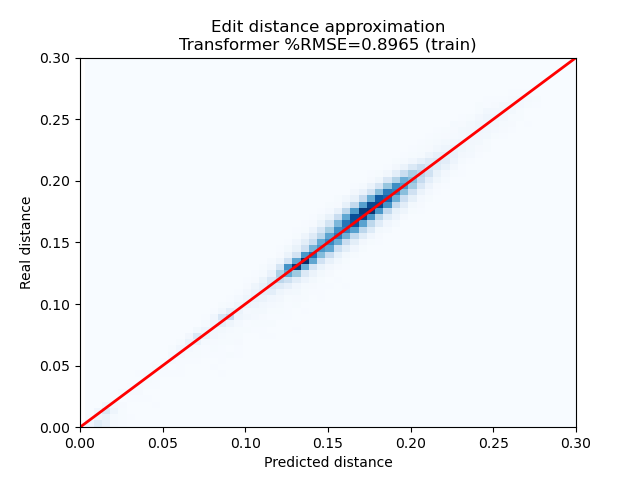 Edit distance approximation
Transformer %RMSE=0.8965 (train)
0.30
0.25
0.20
0.15
0.10
0.05
0.00
Real distance
0.00 0.05 0.10 0.15 0.20 0.25 0.30
Predicted distance